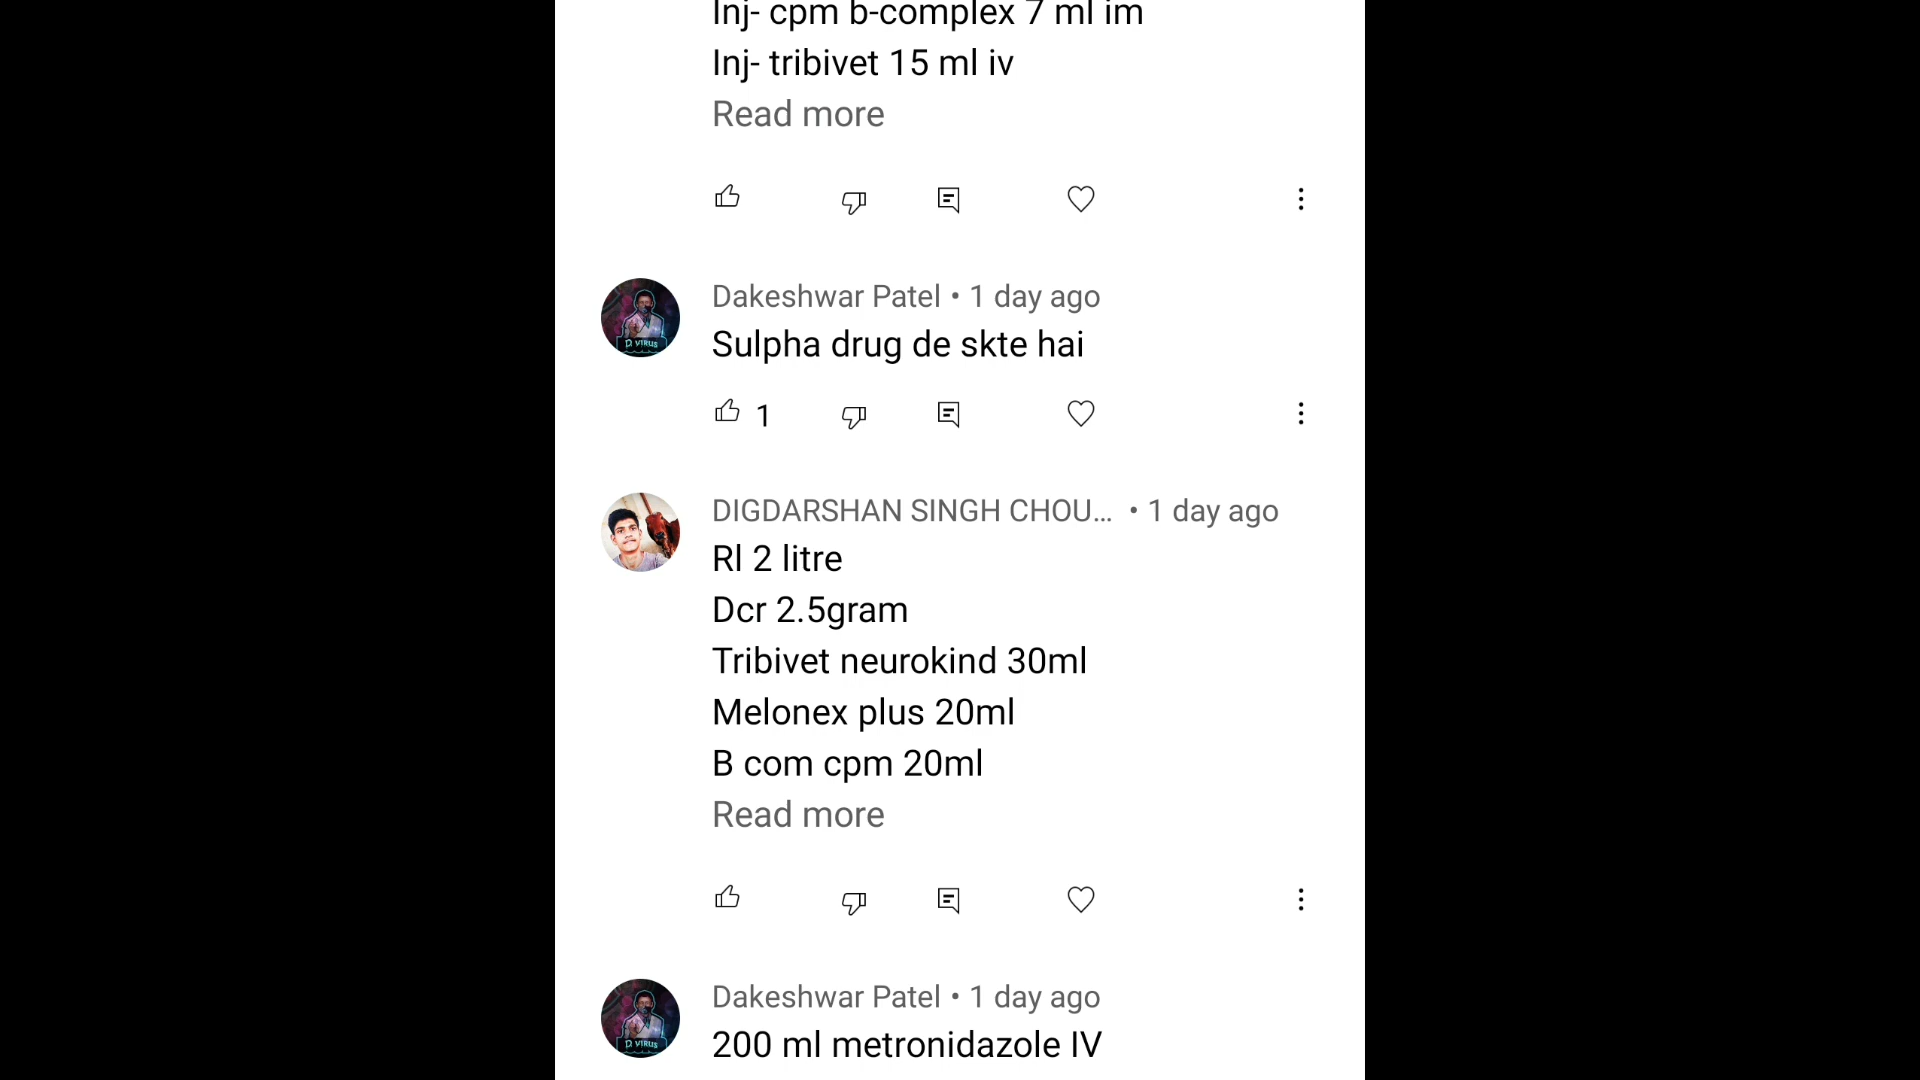 Inj- cpm b-complex 7 ml im
Inj- tribivet 15 ml iv
Read more
Dakeshwar Patel • 1 day ago
Sulpha drug de skte hai
1
DIGDARSHAN SINGH CHOU... • 1 day ago
Rl 2 litre
Dcr 2.5gram
Tribivet neurokind 30ml
Melonex plus 20ml
B com cpm 20ml
Read more
Dakeshwar Patel • 1 day ago
200 ml metronidazole IV
D VIRUS
D VIRUS